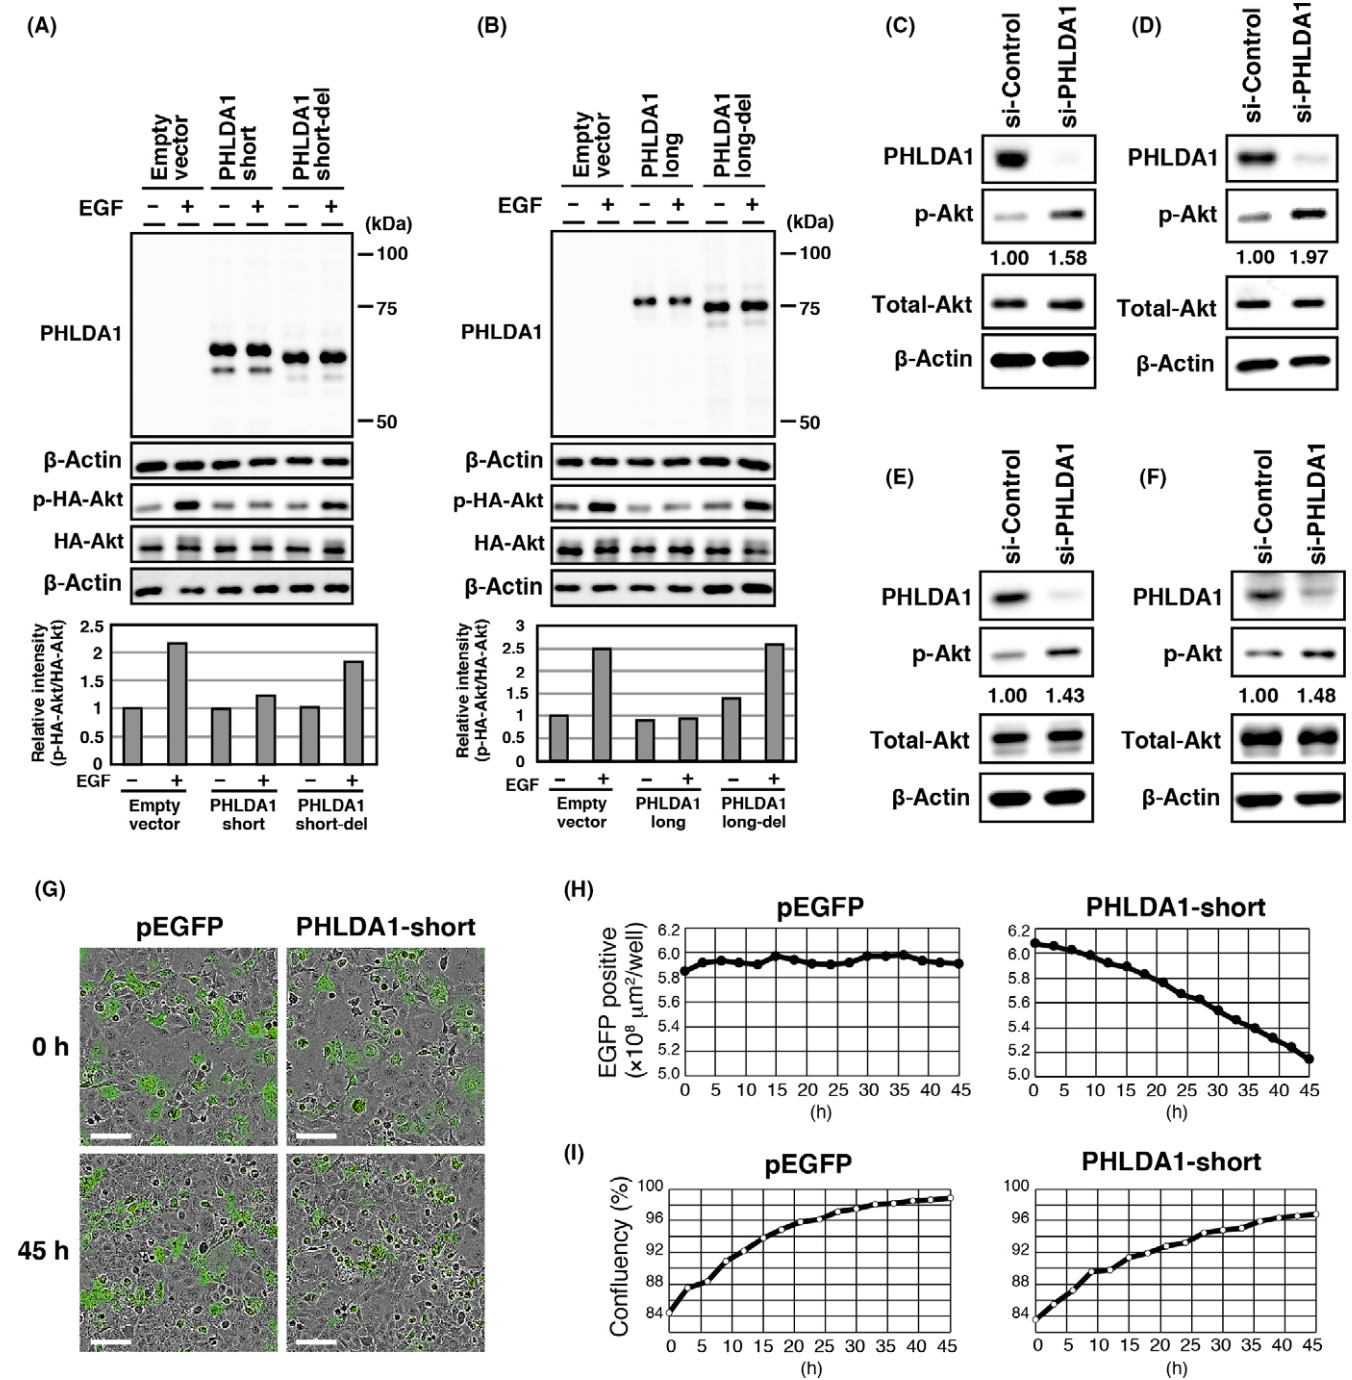 (A)
Empty
vector
PHLDA1
short
PHLDA1
short-del
EGF − + − + − +
(kDa)
100
75
50
PHLDA1
β-Actin
p-HA-Akt
HA-Akt
β-Actin
Relative intensity
(p-HA-Akt/HA-Akt)
2.5
2
1.5
1
0.5
0
EGF − + − + − +
Empty
vector
PHLDA1
short
PHLDA1
short-del
(B)
Empty
vector
PHLDA1
long
PHLDA1
long-del
EGF − + − + − +
(kDa)
100
75
50
PHLDA1
β-Actin
p-HA-Akt
HA-Akt
β-Actin
Relative intensity
(p-HA-Akt/HA-Akt)
3
2.5
2
1.5
1
0.5
0
EGF − + − + − +
Empty
vector
PHLDA1
long
PHLDA1
long-del
(C)
si-Control
si-PHLDA1
PHLDA1
p-Akt
1.00 1.58
Total-Akt
β-Actin
(D)
si-Control
si-PHLDA1
PHLDA1
p-Akt
1.00 1.97
Total-Akt
β-Actin
(E)
si-Control
si-PHLDA1
PHLDA1
p-Akt
1.00 1.43
Total-Akt
β-Actin
(F)
si-Control
si-PHLDA1
PHLDA1
p-Akt
1.00 1.48
Total-Akt
β-Actin
(G)
pEGFP PHLDA1-short
0 h
45 h
(H)
pEGFP
EGFP positive
(×10⁸ μm²/well)
6.2
6.0
5.8
5.6
5.4
5.2
5.0
0 5 10 15 20 25 30 35 40 45
(h)
PHLDA1-short
6.2
6.0
5.8
5.6
5.4
5.2
5.0
0 5 10 15 20 25 30 35 40 45
(h)
(I)
pEGFP
Confluency (%)
100
96
92
88
84
0 5 10 15 20 25 30 35 40 45
(h)
PHLDA1-short
100
96
92
88
84
0 5 10 15 20 25 30 35 40 45
(h)